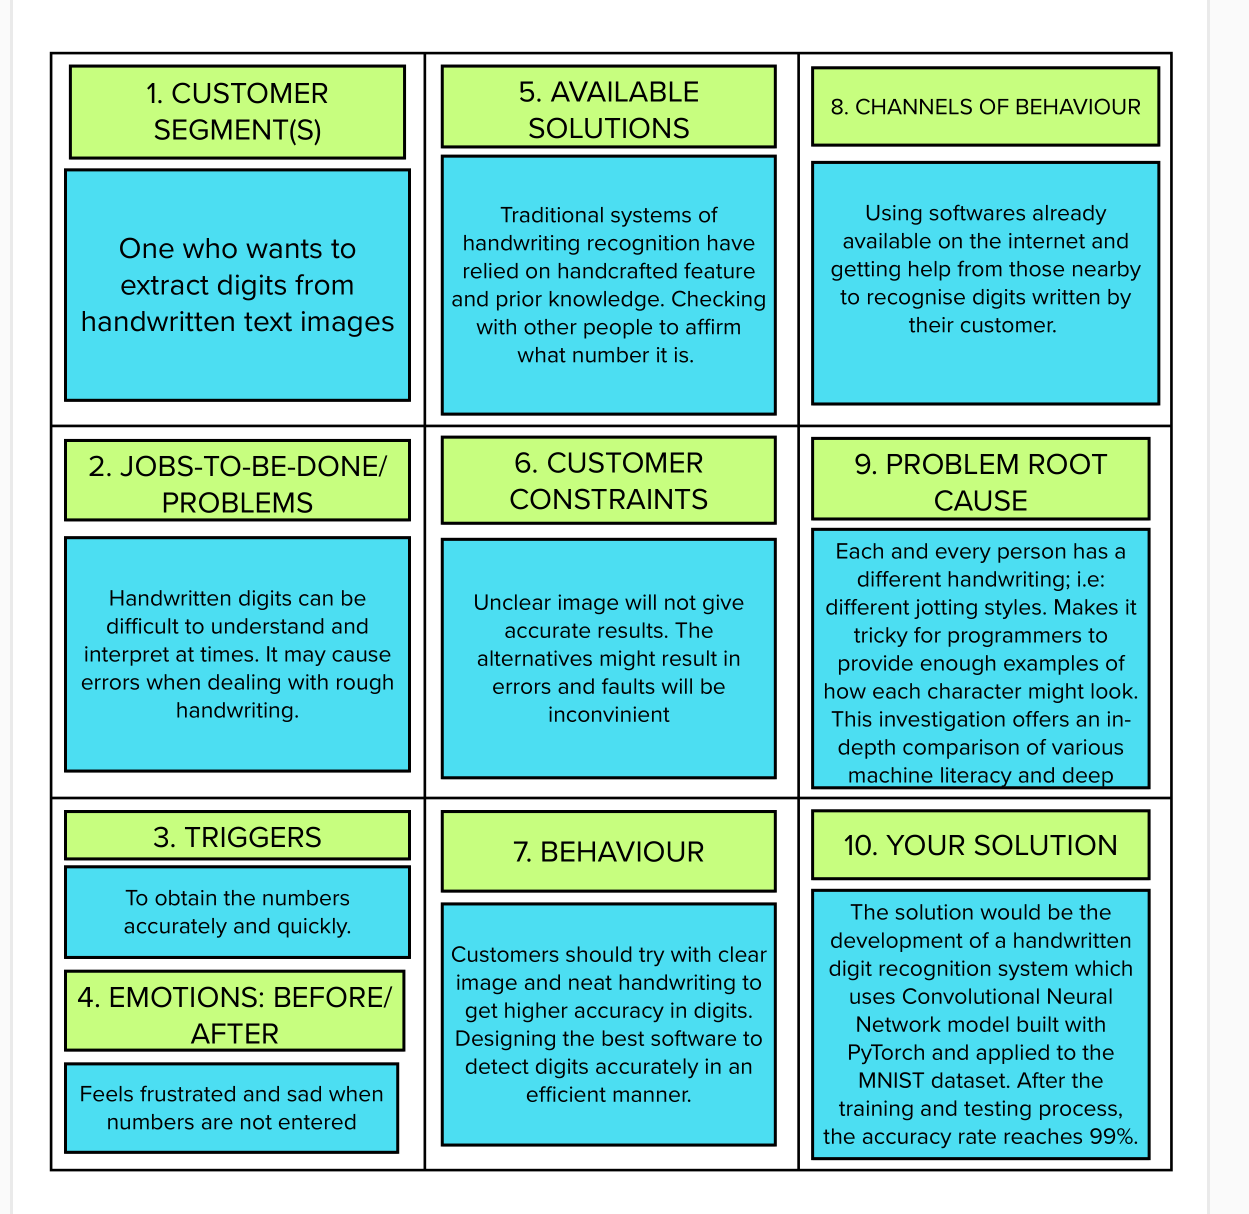 1. CUSTOMER
SEGMENT(S)
One who wants to
extract digits from
handwritten text images
2. JOBS-TO-BE-DONE/
PROBLEMS
Handwritten digits can be
difficult to understand and
interpret at times. It may cause
errors when dealing with rough
handwriting.
3. TRIGGERS
To obtain the numbers
accurately and quickly.
4. EMOTIONS: BEFORE/
AFTER
Feels frustrated and sad when
numbers are not entered
5. AVAILABLE
SOLUTIONS
Traditional systems of
handwriting recognition have
relied on handcrafted feature
and prior knowledge. Checking
with other people to affirm
what number it is.
6. CUSTOMER
CONSTRAINTS
Unclear image will not give
accurate results. The
alternatives might result in
errors and faults will be
inconvinient
7. BEHAVIOUR
Customers should try with clear
image and neat handwriting to
get higher accuracy in digits.
Designing the best software to
detect digits accurately in an
efficient manner.
8. CHANNELS OF BEHAVIOUR
Using softwares already
available on the internet and
getting help from those nearby
to recognise digits written by
their customer.
9. PROBLEM ROOT
CAUSE
Each and every person has a
different handwriting; i.e:
different jotting styles. Makes it
tricky for programmers to
provide enough examples of
how each character might look.
This investigation offers an in-
depth comparison of various
machine literacy and deep
10. YOUR SOLUTION
The solution would be the
development of a handwritten
digit recognition system which
uses Convolutional Neural
Network model built with
PyTorch and applied to the
MNIST dataset. After the
training and testing process,
the accuracy rate reaches 99%.